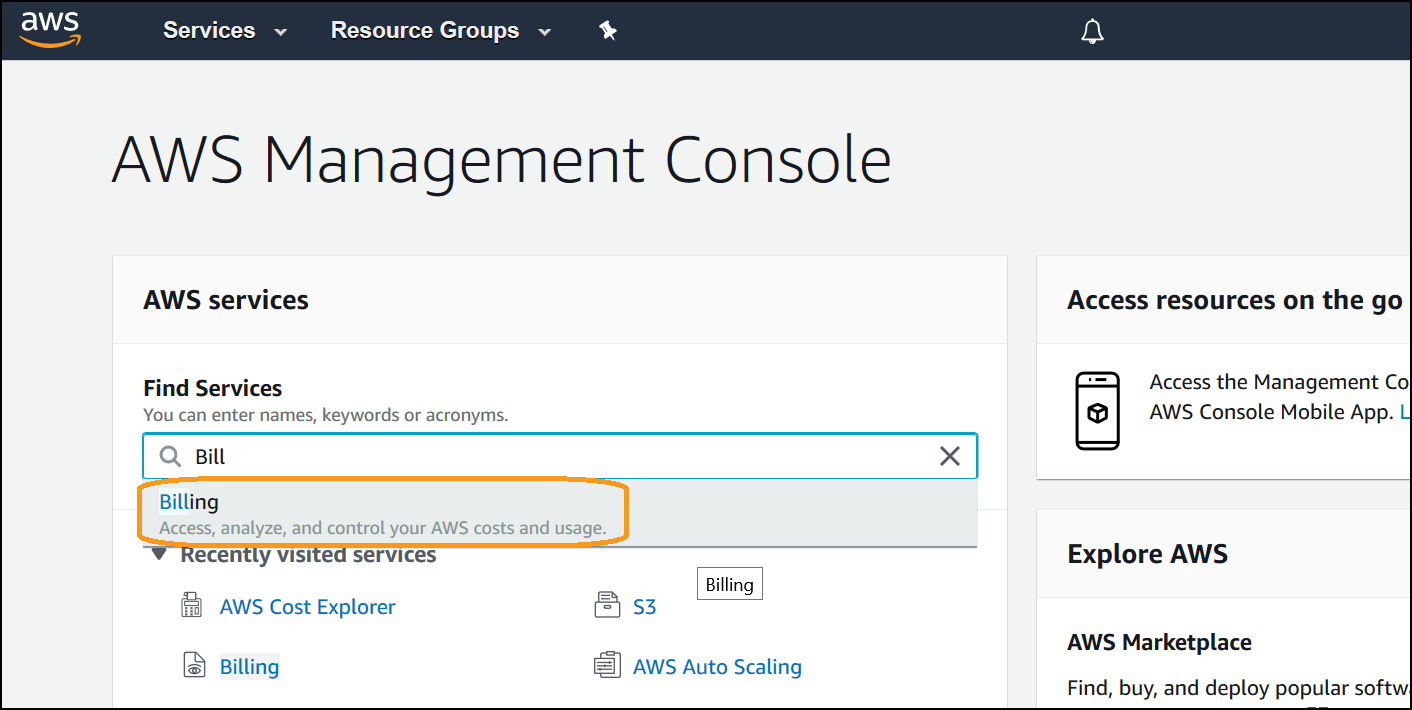 aws Services Resource Groups
AWS Management Console
AWS services
Find Services
You can enter names, keywords or acronyms.
Bill
Billing
Access, analyze, and control your AWS costs and usage.
Recently visited services
Billing
AWS Cost Explorer
S3
Billing
AWS Auto Scaling
Access resources on the go
Access the Management Co
AWS Console Mobile App. L
Explore AWS
AWS Marketplace
Find, buy, and deploy popular softw